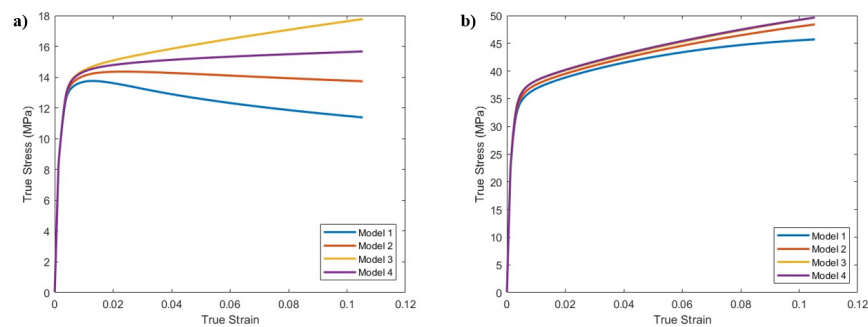 a)
18
16
14
12
10
8
6
4
2
0
True Stress (MPa)
0
0.02
0.04
0.06
0.08
0.1
0.12
True Strain
Model 1
Model 2
Model 3
Model 4
b)
50
45
40
35
30
25
20
15
10
5
0
True Stress (MPa)
0
0.02
0.04
0.06
0.08
0.1
0.12
True Strain
Model 1
Model 2
Model 3
Model 4